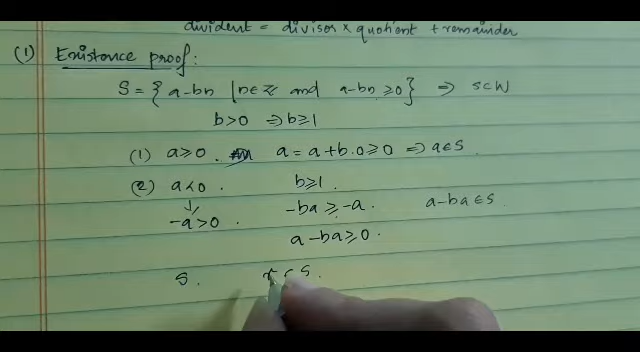 divident = divisor × quotient + remainder
(1) Existence proof:
S = { a-bn | n∈ℤ and a-bn ≥0} ⇒ S⊂W
b>0 ⇒ b≥1
(1) a≥0. a = a+b.0≥0 ⇒ a∈S.
(2) a<0. b≥1.
↓
-a>0. -ba ≥ -a. a-ba∈S.
a-ba≥0.
S. r∈S.